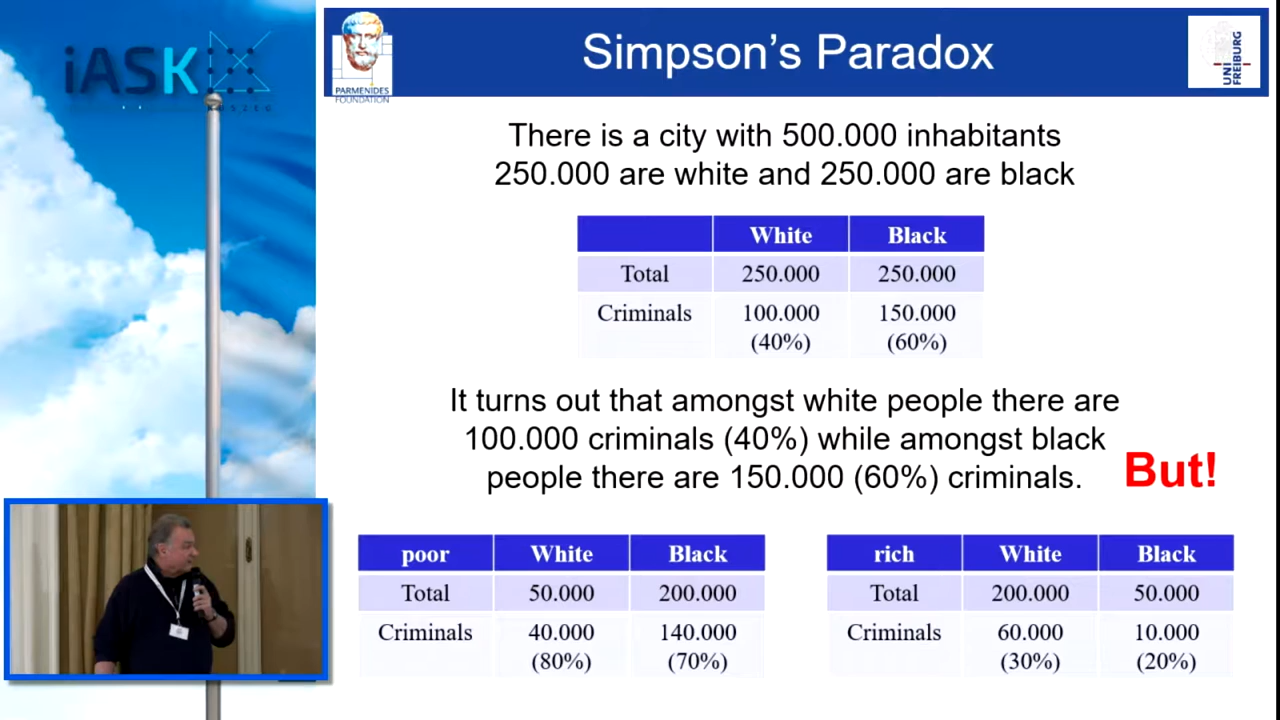 iASK
KŐSZEG
PARMENIDES
FOUNDATION
Simpson’s Paradox
UNI
FREIBURG
There is a city with 500.000 inhabitants
250.000 are white and 250.000 are black
White Black
Total 250.000 250.000
Criminals 100.000 150.000
(40%) (60%)
It turns out that amongst white people there are
100.000 criminals (40%) while amongst black
people there are 150.000 (60%) criminals.
But!
poor White Black
Total 50.000 200.000
Criminals 40.000 140.000
(80%) (70%)
rich White Black
Total 200.000 50.000
Criminals 60.000 10.000
(30%) (20%)